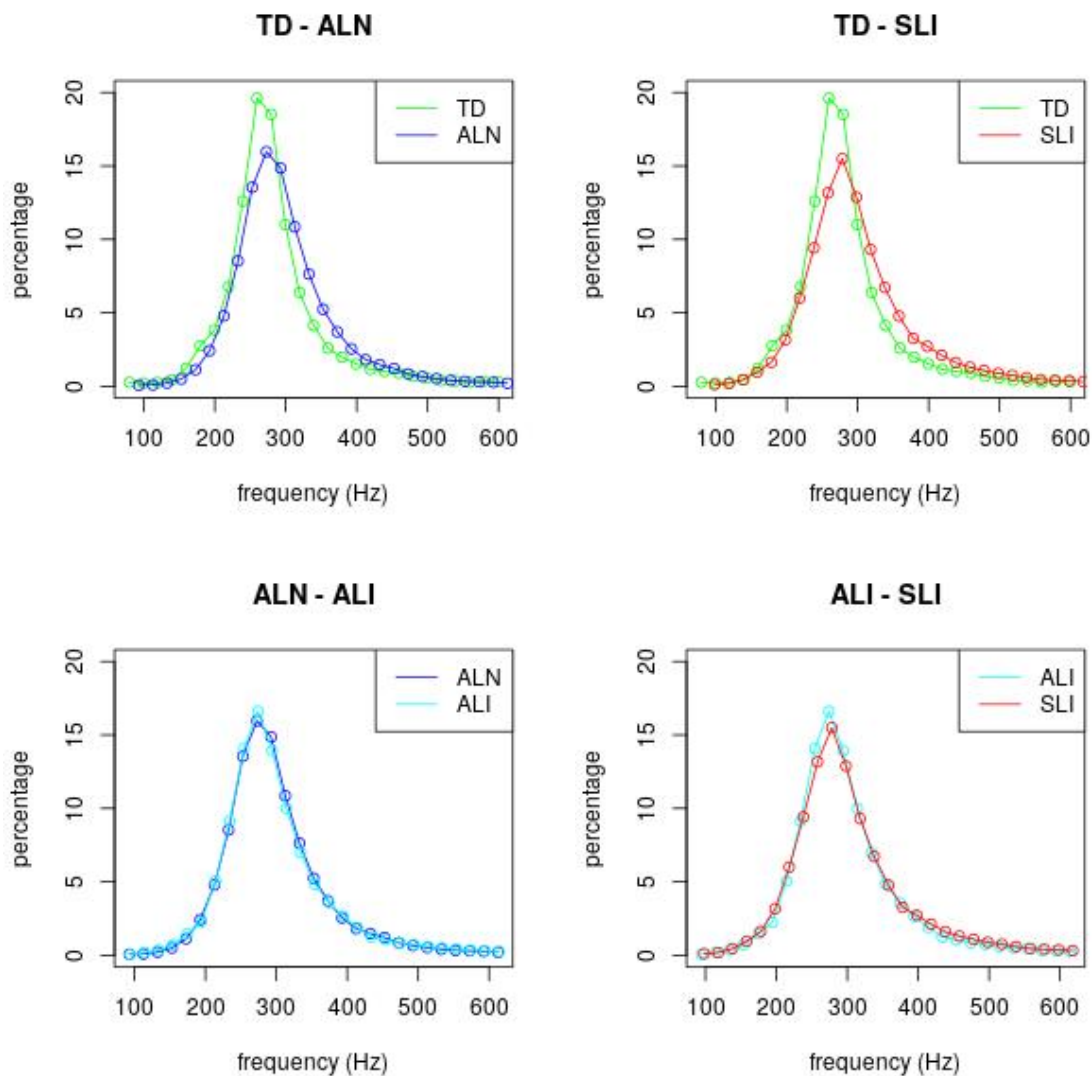 TD - ALN
20
15
10
5
0
percentage
TD
ALN
100 200 300 400 500 600
frequency (Hz)
TD - SLI
20
15
10
5
0
percentage
TD
SLI
100 200 300 400 500 600
frequency (Hz)
ALN - ALI
20
15
10
5
0
percentage
ALN
ALI
100 200 300 400 500 600
frequency (Hz)
ALI - SLI
20
15
10
5
0
percentage
ALI
SLI
100 200 300 400 500 600
frequency (Hz)